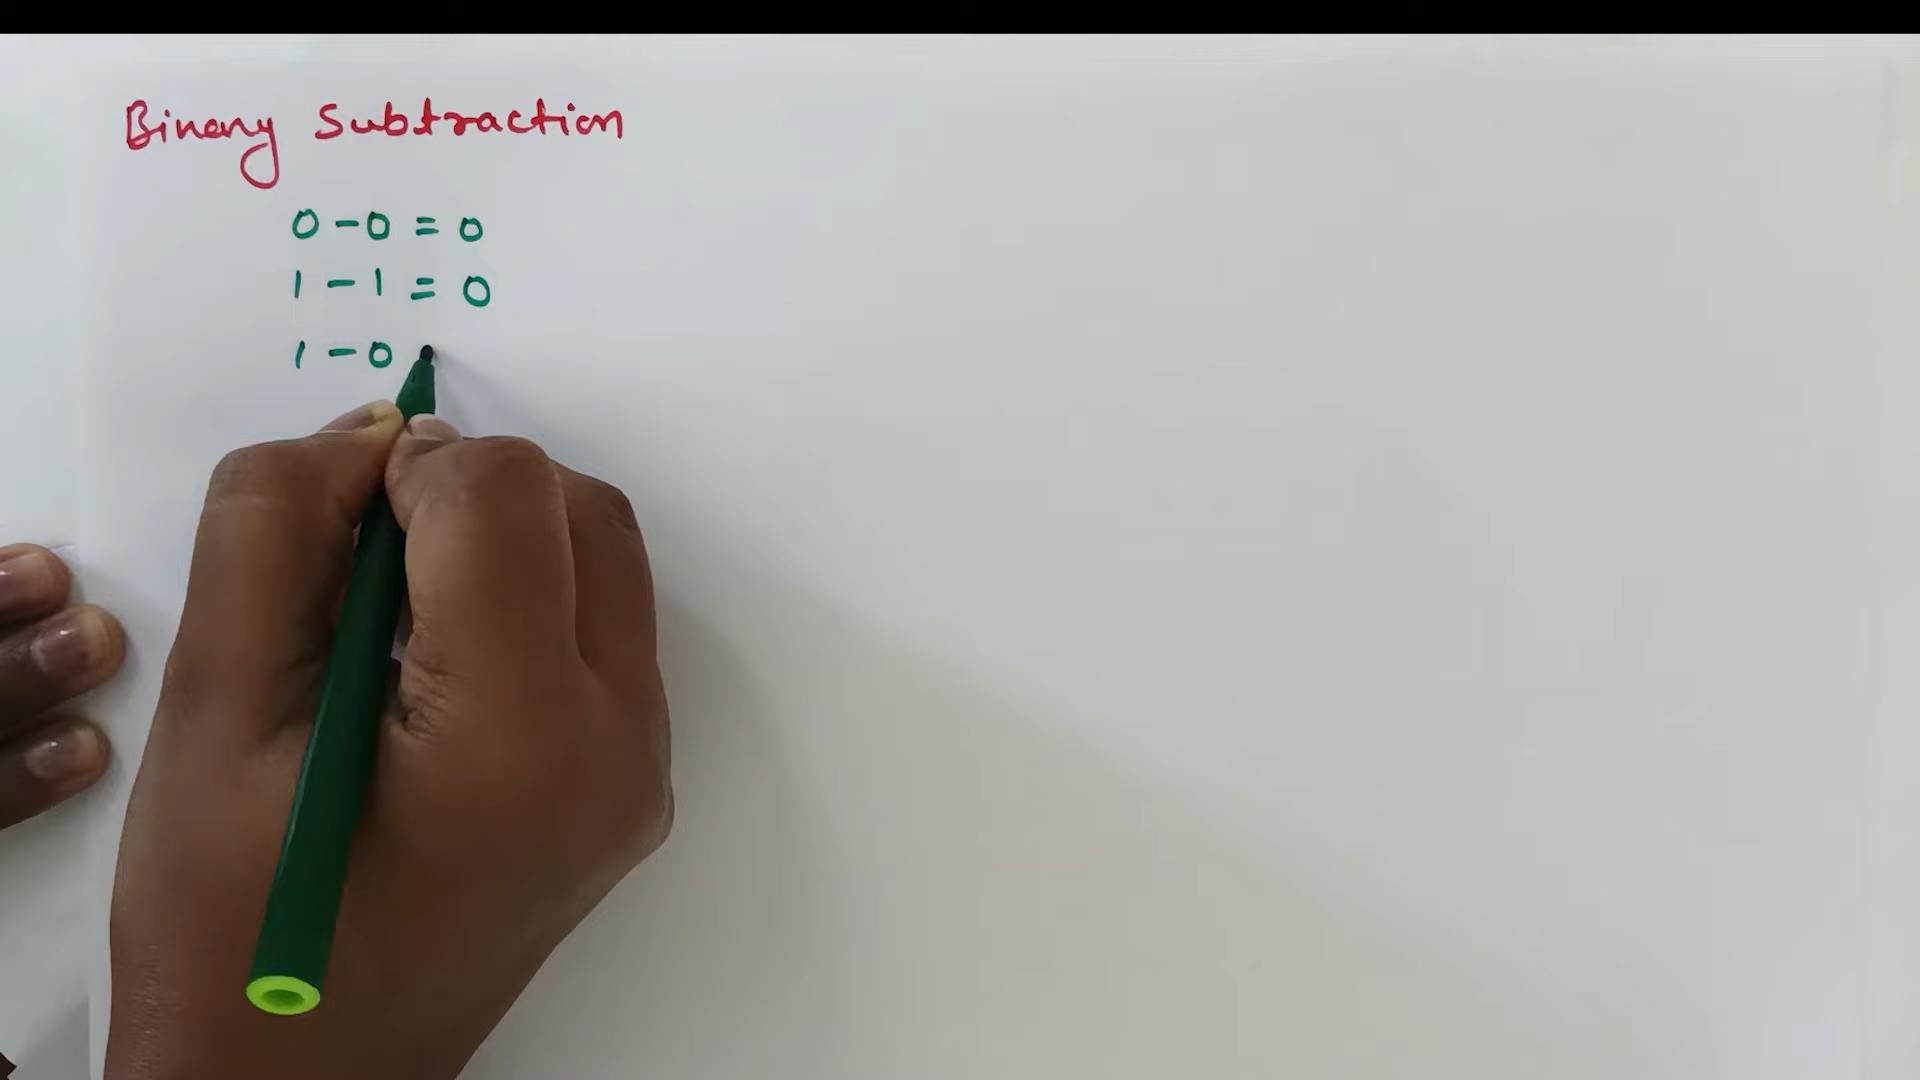 Binary Subtraction
0 - 0 = 0
1 - 1 = 0
1 - 0